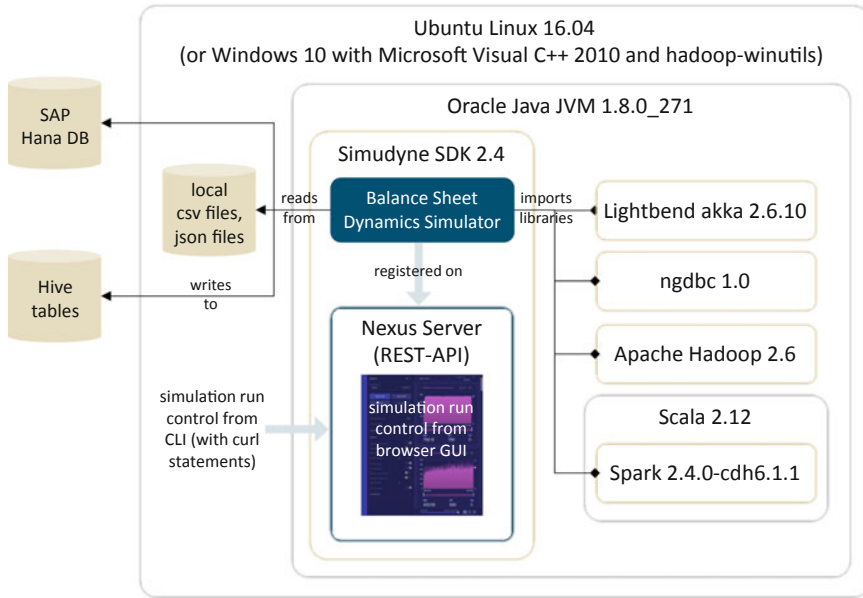 Ubuntu Linux 16.04
(or Windows 10 with Microsoft Visual C++ 2010 and hadoop-winutils)
SAP
Hana DB
Oracle Java JVM 1.8.0_271
Simudyne SDK 2.4
local
csv files,
json files
reads
from
Balance Sheet
Dynamics Simulator
imports
libraries
Lightbend akka 2.6.10
registered on
ngdbc 1.0
Hive
tables
writes
to
Nexus Server
(REST-API)
Apache Hadoop 2.6
simulation run
control from
CLI (with curl
statements)
simulation run
control from
browser GUI
Scala 2.12
Spark 2.4.0-cdh6.1.1